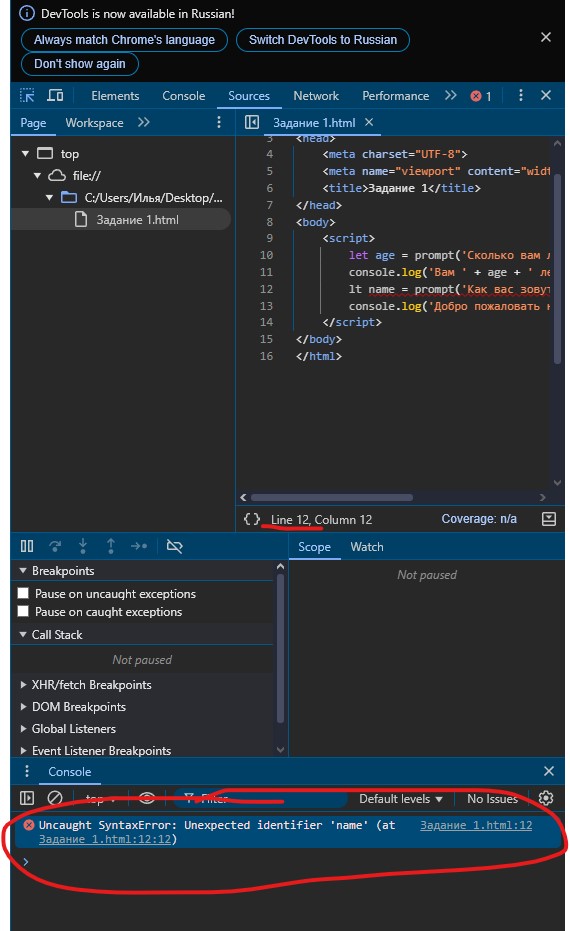 DevTools is now available in Russian!
Always match Chrome's language
Switch DevTools to Russian
Don't show again
Elements Console Sources Network Performance 1
Page Workspace
Задание 1.html
top
file://
C:/Users/Илья/Desktop/...
Задание 1.html
3 <head>
4 <meta charset="UTF-8">
5 <meta name="viewport" content="widt
6 <title>Задание 1</title>
7 </head>
8 <body>
9 <script>
10 let age = prompt('Сколько вам л
11 console.log('Вам ' + age + ' ле
12 lt name = prompt('Как вас зовут
13 console.log('Добро пожаловать
14 </script>
15 </body>
16 </html>
{} Line 12, Column 12 Coverage: n/a
Breakpoints
Pause on uncaught exceptions
Pause on caught exceptions
Call Stack
Not paused
XHR/fetch Breakpoints
DOM Breakpoints
Global Listeners
Event Listener Breakpoints
Scope Watch
Not paused
Console
top Filter Default levels No Issues
Uncaught SyntaxError: Unexpected identifier 'name' (at Задание 1.html:12
Задание 1.html:12:12)